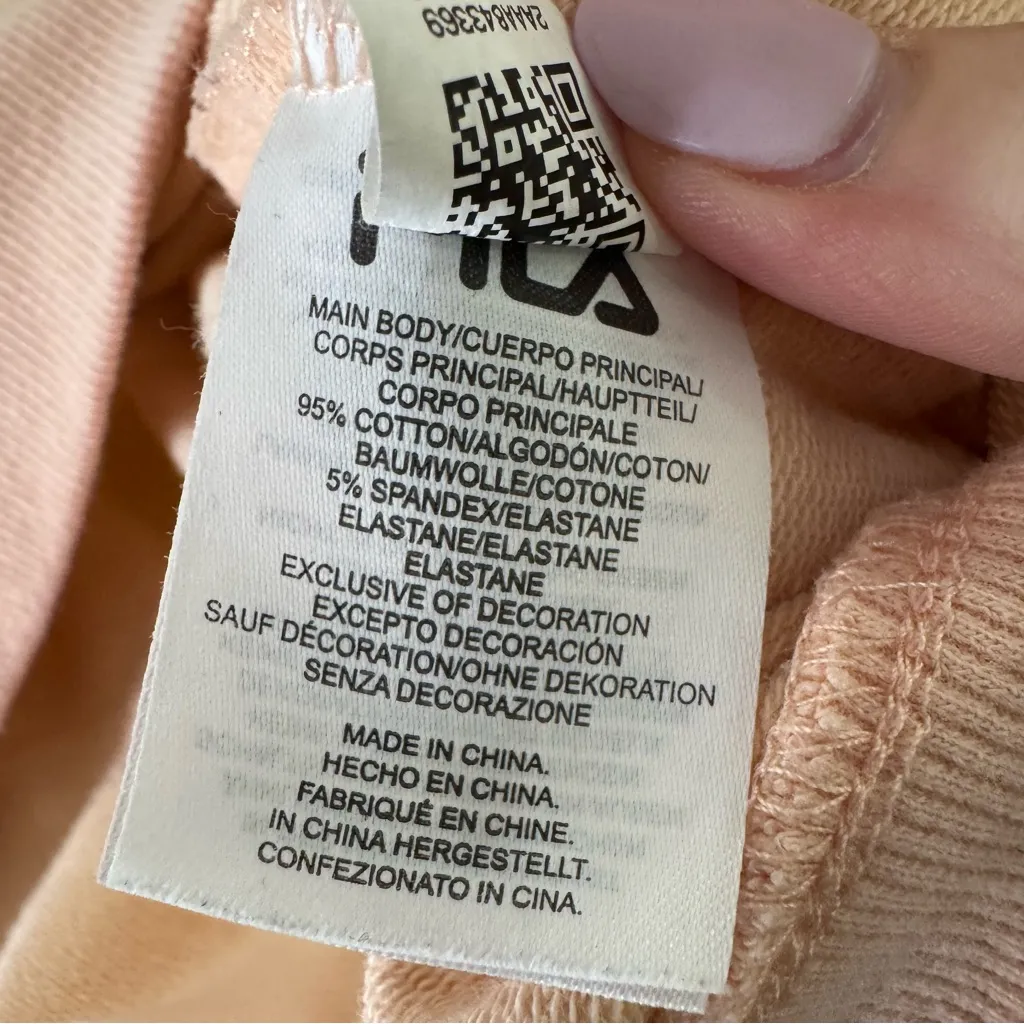 2AAA843369
FILA
MAIN BODY/CUERPO PRINCIPAL/
CORPS PRINCIPAL/HAUPTTEIL/
CORPO PRINCIPALE
95% COTTON/ALGODÓN/COTON/
BAUMWOLLE/COTONE
5% SPANDEX/ELASTANE
ELASTANE/ELASTANE
ELASTANE
EXCLUSIVE OF DECORATION
EXCEPTO DECORACIÓN
SAUF DÉCORATION/OHNE DEKORATION
SENZA DECORAZIONE
MADE IN CHINA.
HECHO EN CHINA.
FABRIQUÉ EN CHINE.
IN CHINA HERGESTELLT.
CONFEZIONATO IN CINA.